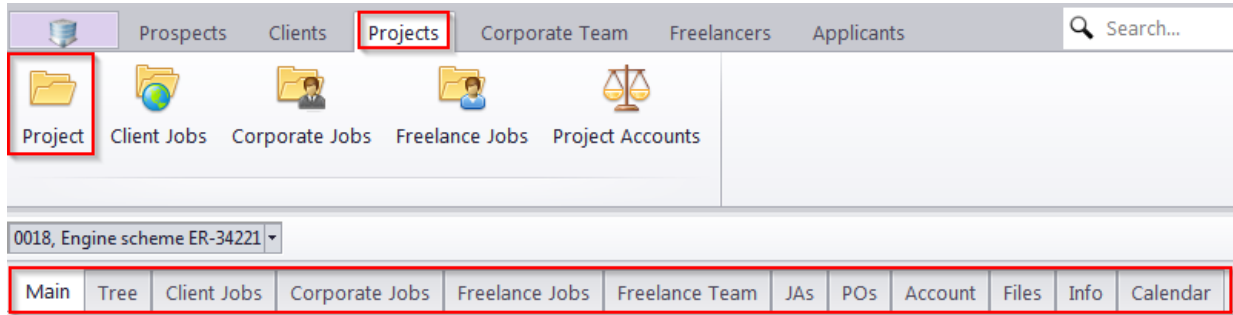 Prospects Clients Projects Corporate Team Freelancers Applicants Search...
Project Client Jobs Corporate Jobs Freelance Jobs Project Accounts
0018, Engine scheme ER-34221
Main Tree Client Jobs Corporate Jobs Freelance Jobs Freelance Team JAs POs Account Files Info Calendar